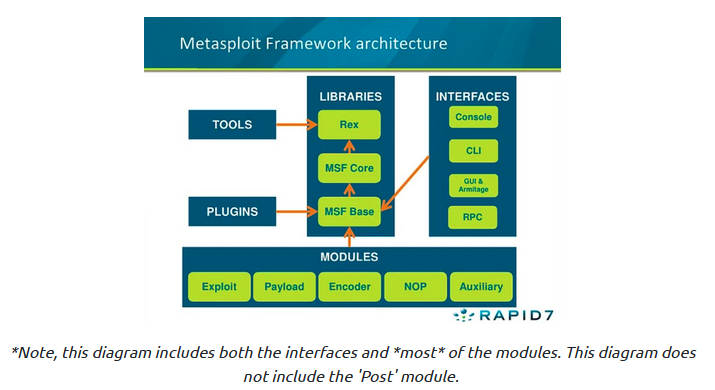 Metasploit Framework architecture
LIBRARIES
INTERFACES
TOOLS
Rex
Console
MSF Core
CLI
GUI &
Armitage
PLUGINS
MSF Base
RPC
MODULES
Exploit
Payload
Encoder
NOP
Auxiliary
RAPID7
*Note, this diagram includes both the interfaces and *most* of the modules. This diagram does
not include the 'Post' module.